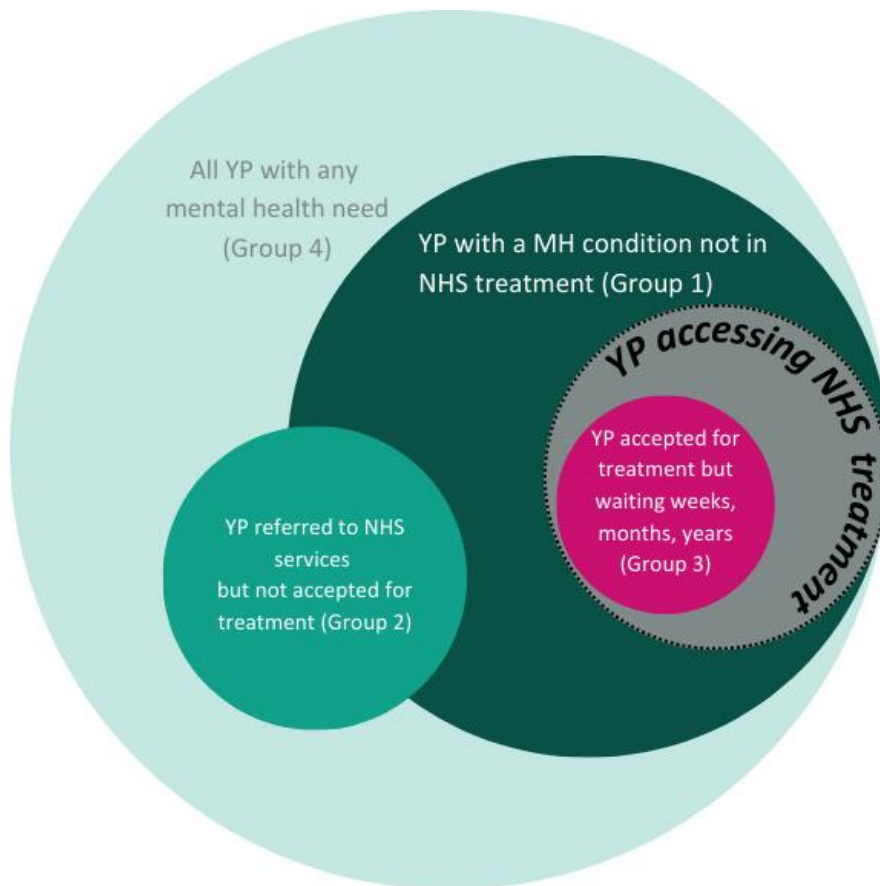 All YP with any
mental health need
(Group 4)
YP with a MH condition not in
NHS treatment (Group 1)
YP accessing NHS treatment
YP accepted for
treatment but
waiting weeks,
months, years
(Group 3)
YP referred to NHS
services
but not accepted for
treatment (Group 2)